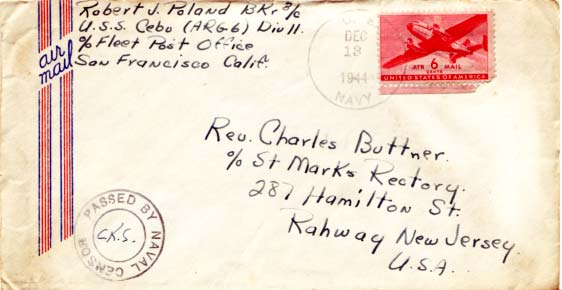 Robert J. Poland BKr 3/c
U.S.S. Cebu (ARG-6) Div 11.
% Fleet Post Office
San Francisco Calif.
air
mail
DEC
13
1944
NAVY
AIR 6 MAIL
CENTS
UNITED STATES OF AMERICA
Rev. Charles Buttner.
% St Marks Rectory.
287 Hamilton St.
Rahway New Jersey.
U.S.A.
PASSED BY NAVAL CENSOR
C.K.S.